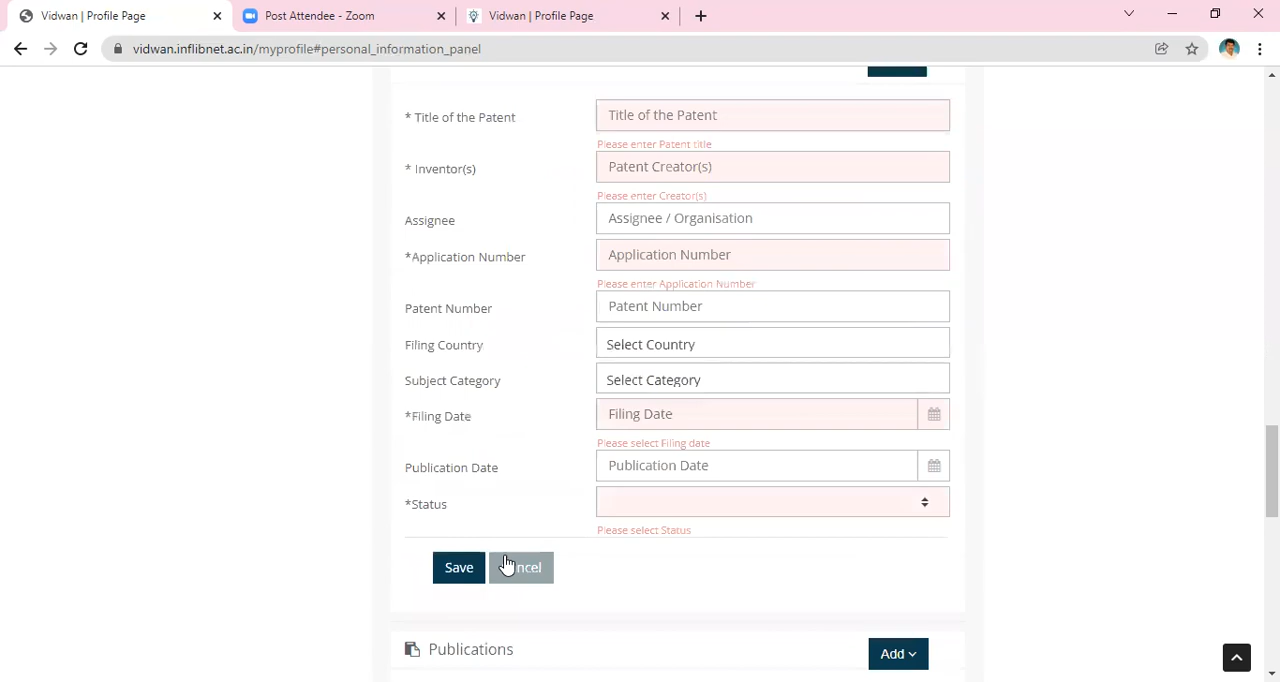 Vidwan | Profile Page
Post Attendee - Zoom
Vidwan | Profile Page
vidwan.inflibnet.ac.in/myprofile#personal_information_panel
* Title of the Patent
Title of the Patent
Please enter Patent title
* Inventor(s)
Patent Creator(s)
Please enter Creator(s)
Assignee
Assignee / Organisation
*Application Number
Application Number
Please enter Application Number
Patent Number
Patent Number
Filing Country
Select Country
Subject Category
Select Category
*Filing Date
Filing Date
Please select Filing date
Publication Date
Publication Date
*Status
Please select Status
Save
Publications
Add